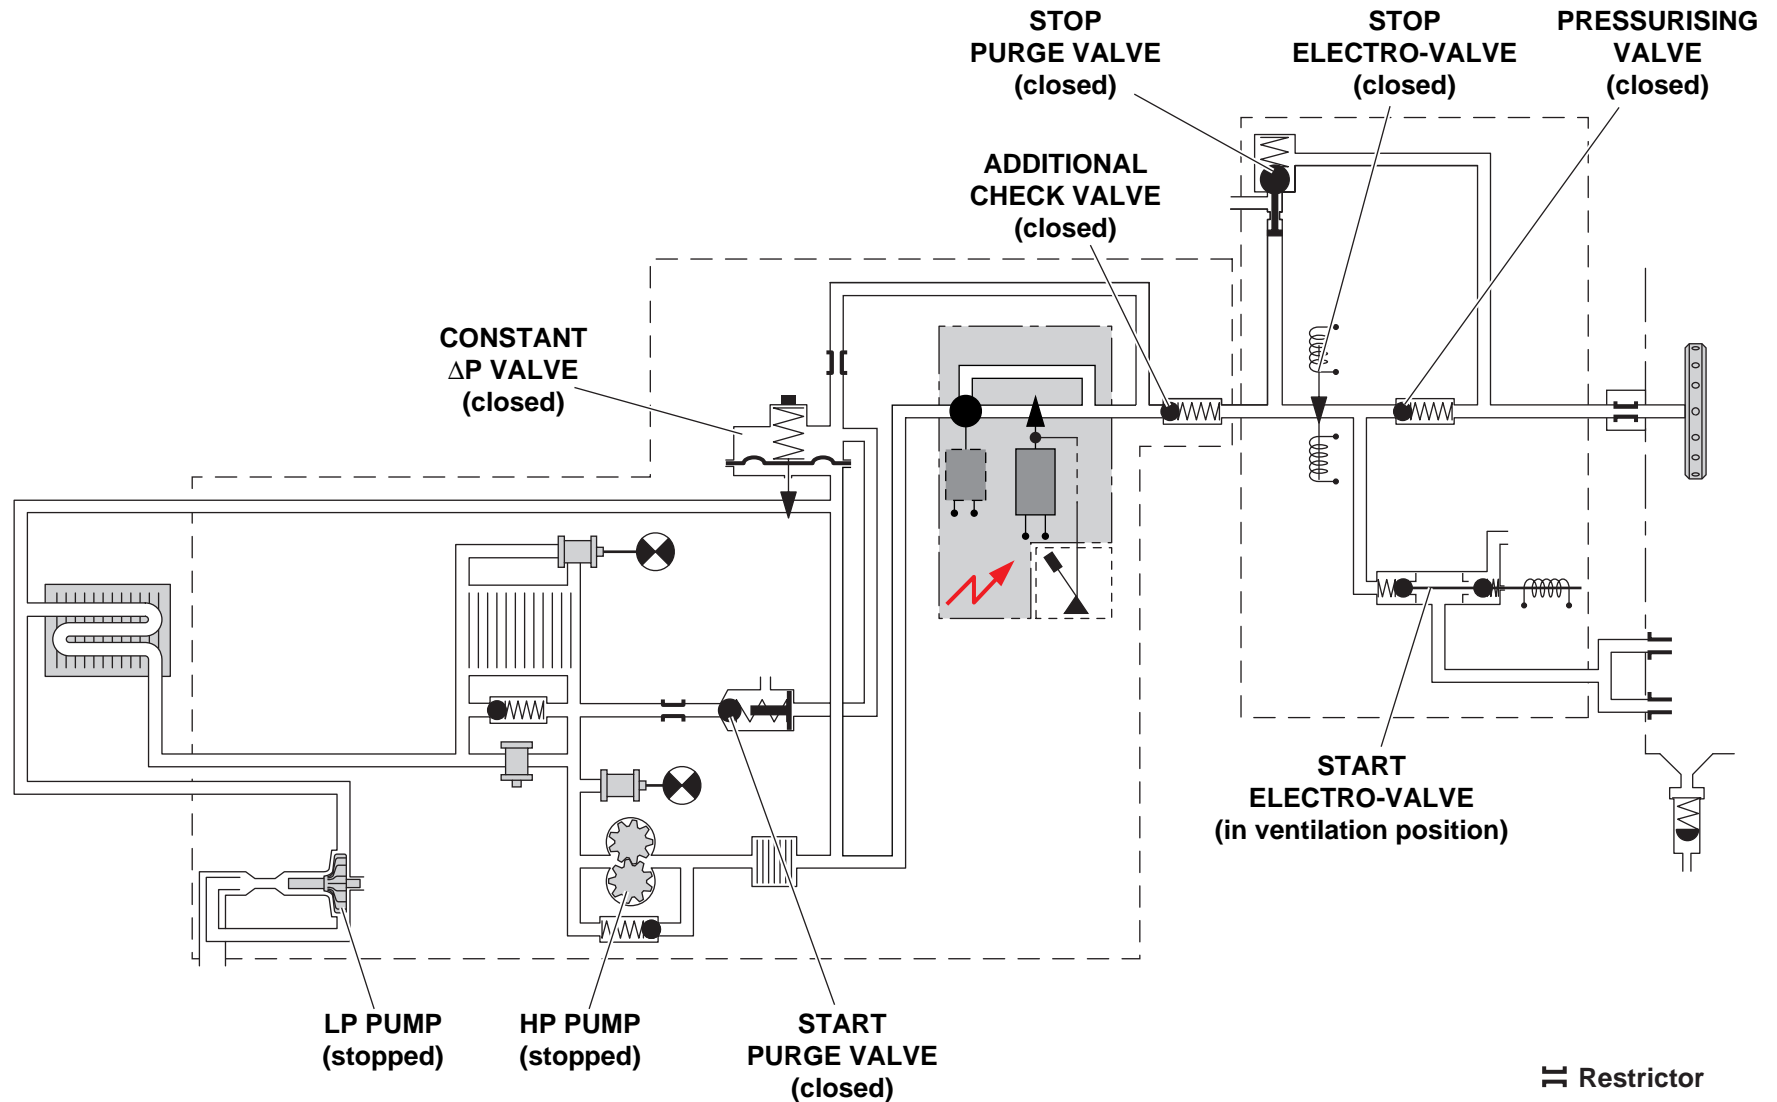 STOP
PURGE VALVE
(closed)
STOP
ELECTRO-VALVE
(closed)
PRESSURISING
VALVE
(closed)
ADDITIONAL
CHECK VALVE
(closed)
CONSTANT
∆P VALVE
(closed)
START
ELECTRO-VALVE
(in ventilation position)
LP PUMP
(stopped)
HP PUMP
(stopped)
START
PURGE VALVE
(closed)
Restrictor